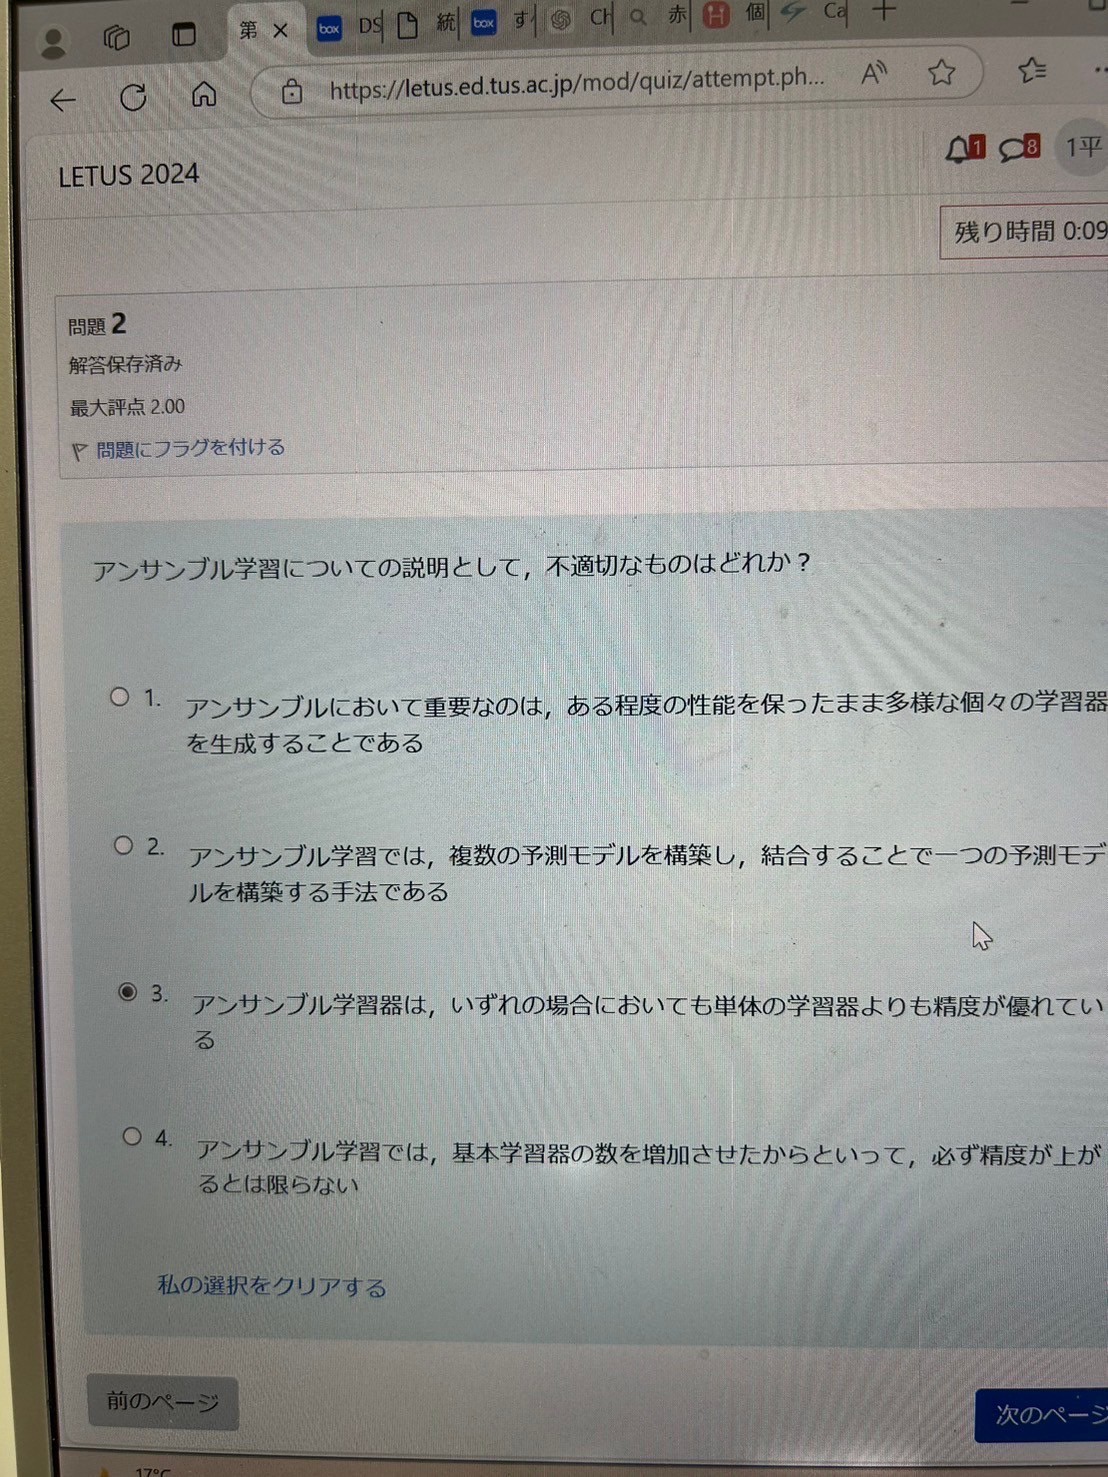 第
DS
統
box
box
す
Ch
赤
個
Ca
https://letus.ed.tus.ac.jp/mod/quiz/attempt.ph...
LETUS 2024
1
8
1平
残り時間 0:09
問題 2
解答保存済み
最大評点 2.00
問題にフラグを付ける
アンサンブル学習についての説明として，不適切なものはどれか？
1. アンサンブルにおいて重要なのは，ある程度の性能を保ったまま多様な個々の学習器
を生成することである
2. アンサンブル学習では，複数の予測モデルを構築し，結合することで一つの予測モデ
ルを構築する手法である
3. アンサンブル学習器は，いずれの場合においても単体の学習器よりも精度が優れてい
る
4. アンサンブル学習では，基本学習器の数を増加させたからといって，必ず精度が上が
るとは限らない
私の選択をクリアする
前のページ
次のページ
17°C